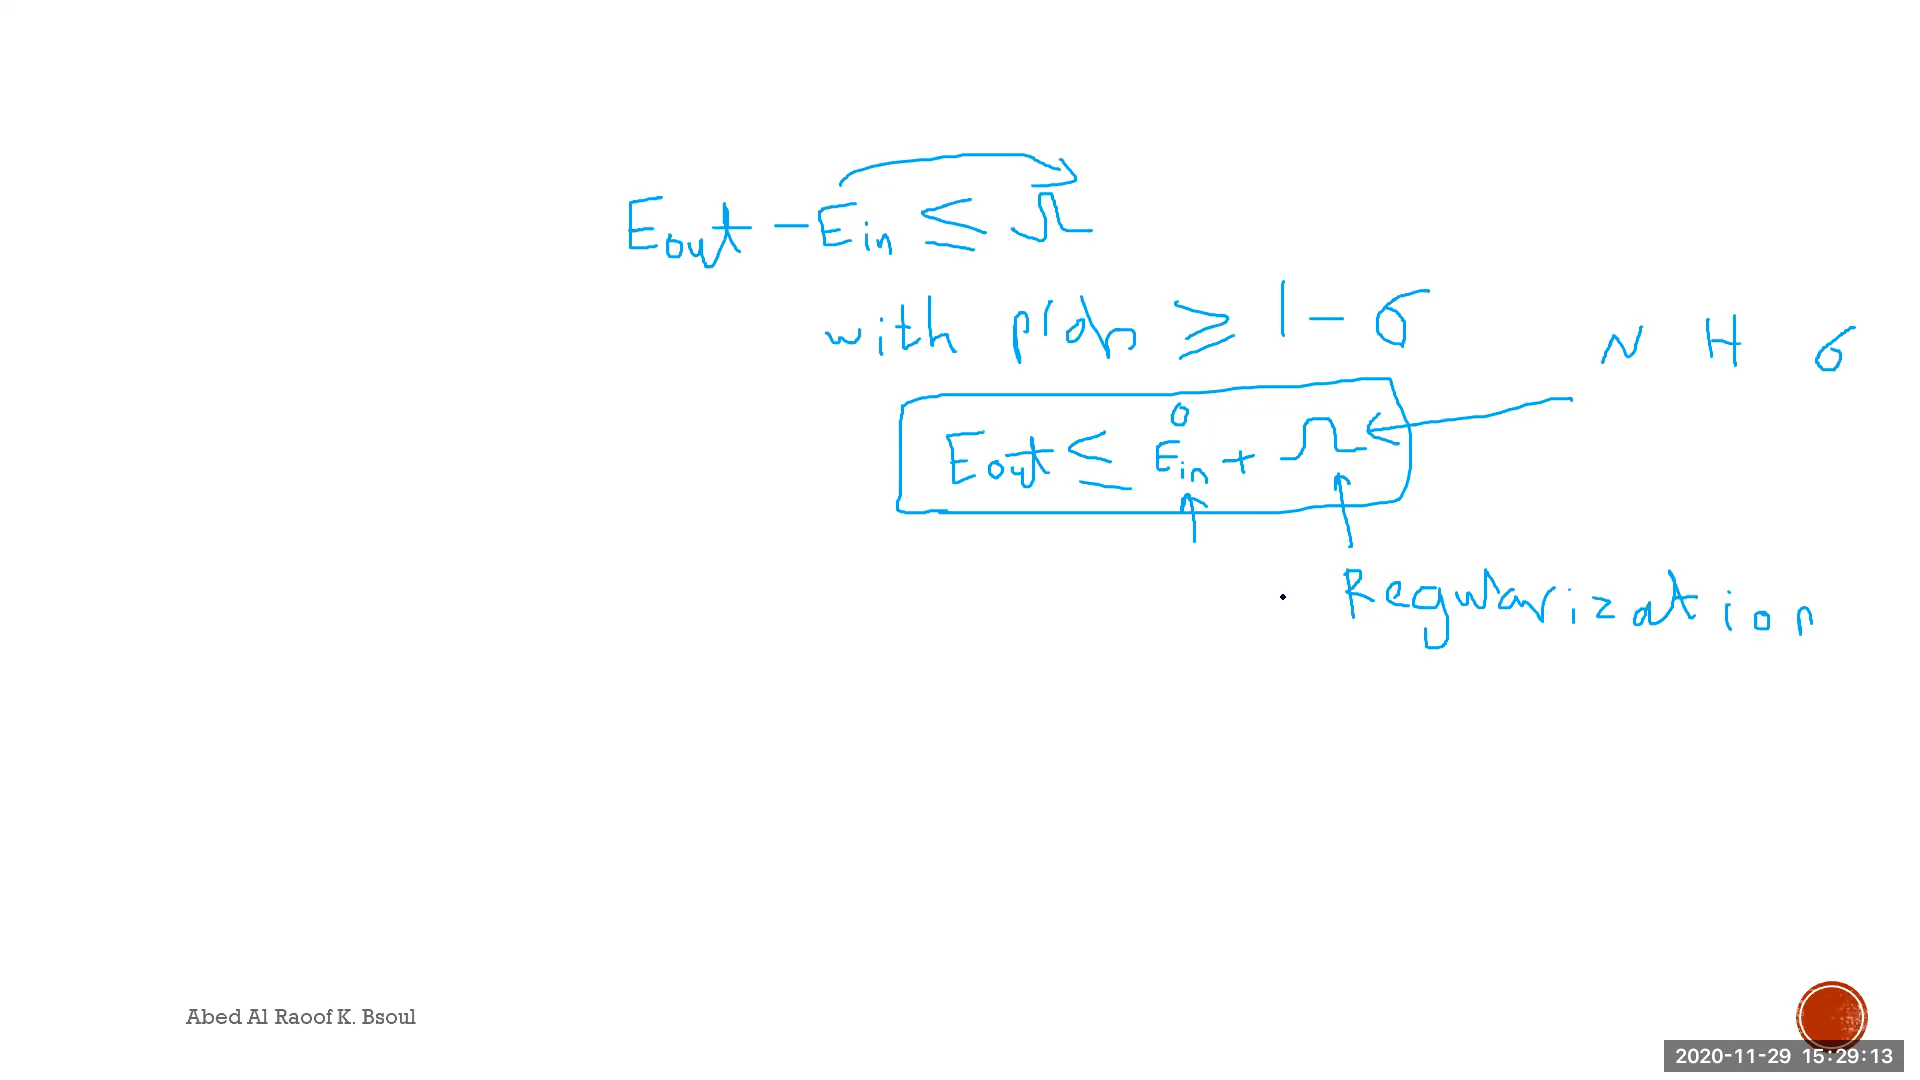 Eout - Ein ≤ Ω
with prob ≥ 1 - δ
N H δ
0
Eout ≤ Ein + Ω
Regularization
Abed Al Raoof K. Bsoul
2020-11-29 15:29:13